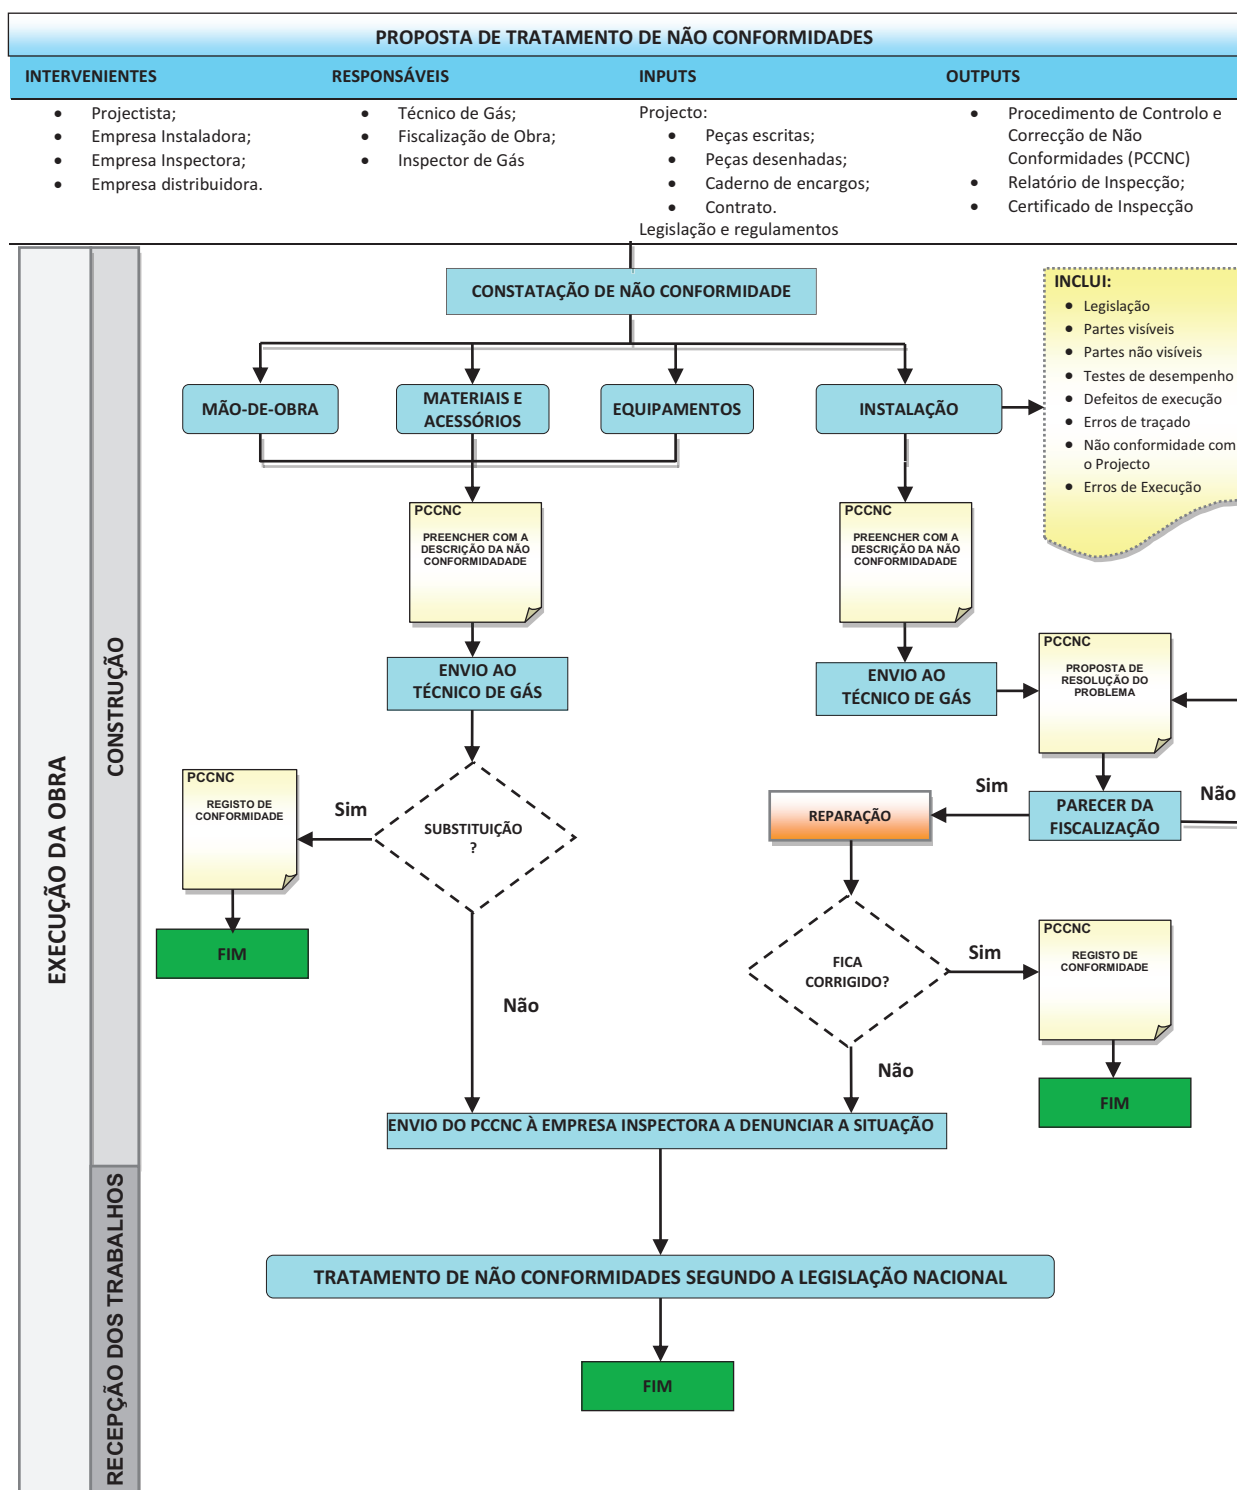 PROPOSTA DE TRATAMENTO DE NÃO CONFORMIDADES
INTERVENIENTES
RESPONSÁVEIS
INPUTS
OUTPUTS
• Projectista;
• Empresa Instaladora;
• Empresa Inspectora;
• Empresa distribuidora.
• Técnico de Gás;
• Fiscalização de Obra;
• Inspector de Gás
Projecto:
• Peças escritas;
• Peças desenhadas;
• Caderno de encargos;
• Contrato.
Legislação e regulamentos
• Procedimento de Controlo e
Correcção de Não
Conformidades (PCCNC)
• Relatório de Inspecção;
• Certificado de Inspecção
EXECUÇÃO DA OBRA
CONSTRUÇÃO
CONSTATAÇÃO DE NÃO CONFORMIDADE
INCLUI:
• Legislação
• Partes visíveis
• Partes não visíveis
• Testes de desempenho
• Defeitos de execução
• Erros de traçado
• Não conformidade com
o Projecto
• Erros de Execução
MÃO-DE-OBRA
MATERIAIS E
ACESSÓRIOS
EQUIPAMENTOS
INSTALAÇÃO
PCCNC
PREENCHER COM A
DESCRIÇÃO DA NÃO
CONFORMIDADADE
PCCNC
PREENCHER COM A
DESCRIÇÃO DA NÃO
CONFORMIDADADE
ENVIO AO
TÉCNICO DE GÁS
ENVIO AO
TÉCNICO DE GÁS
PCCNC
PROPOSTA DE
RESOLUÇÃO DO
PROBLEMA
PCCNC
REGISTO DE
CONFORMIDADE
Sim
SUBSTITUIÇÃO
?
REPARAÇÃO
Sim
PARECER DA
FISCALIZAÇÃO
Não
FIM
Não
FICA
CORRIGIDO?
Sim
PCCNC
REGISTO DE
CONFORMIDADE
Não
FIM
ENVIO DO PCCNC À EMPRESA INSPECTORA A DENUNCIAR A SITUAÇÃO
RECEPÇÃO DOS TRABALHOS
TRATAMENTO DE NÃO CONFORMIDADES SEGUNDO A LEGISLAÇÃO NACIONAL
FIM